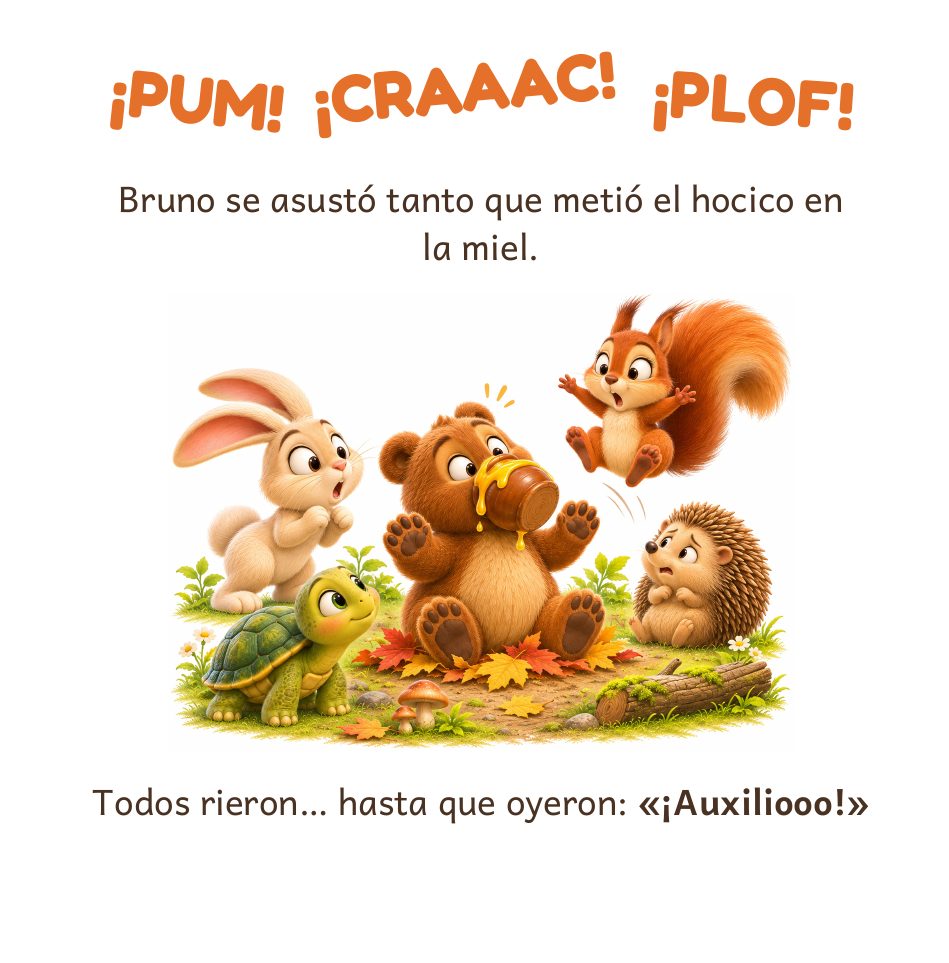 ¡PUM! ¡CRAAAC! ¡PLOF!
Bruno se asustó tanto que metió el hocico en
la miel.
Todos rieron... hasta que oyeron: «¡Auxiliooo!»